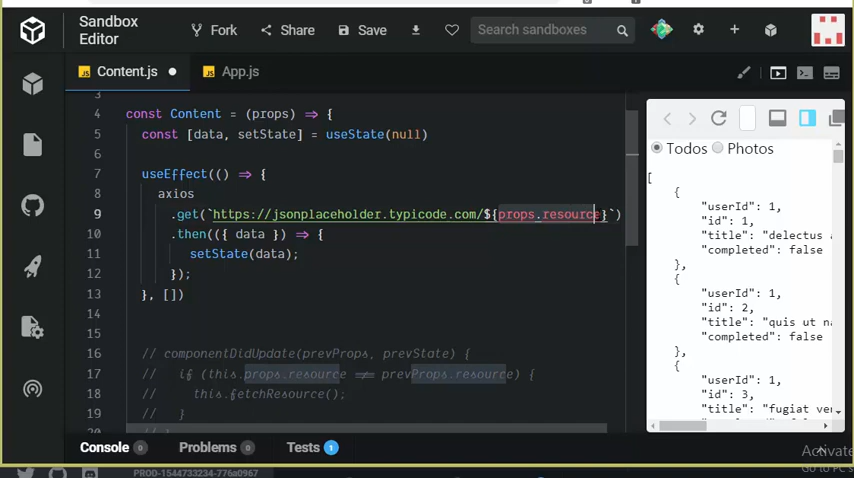 Sandbox
Editor
Fork
Share
Save
Search sandboxes
Content.js
App.js
3
4 const Content = (props) ⇒ {
5 const [data, setState] = useState(null)
6
7 useEffect(() ⇒ {
8 axios
9 .get(`https://jsonplaceholder.typicode.com/${props.resource}`)
10 .then(({ data }) ⇒ {
11 setState(data);
12 });
13 }, [])
14
15
16 // componentDidUpdate(prevProps, prevState) {
17 // if (this.props.resource ≠= prevProps.resource) {
18 // this.fetchResource();
19 // }
20 // }
Todos Photos
[
{
"userId": 1,
"id": 1,
"title": "delectus
"completed": false
},
{
"userId": 1,
"id": 2,
"title": "quis ut
"completed": false
},
{
"userId": 1,
"id": 3,
"title": "fugiat
Console 0
Problems 0
Tests 1
Activate
Go to PC
PROD-1544733234-776a0967